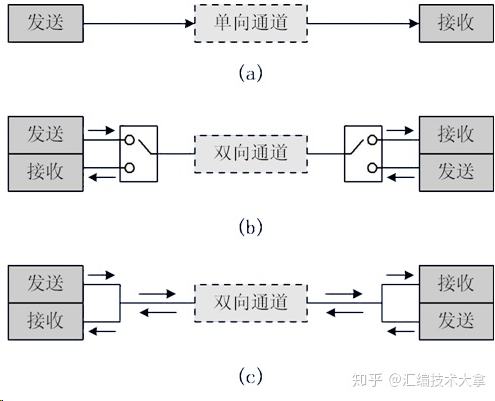 发送 单向通道 接收
(a)
发送 接收
双向通道
接收 发送
(b)
发送 接收
双向通道
接收 发送
(c)
知乎 @汇编技术大拿